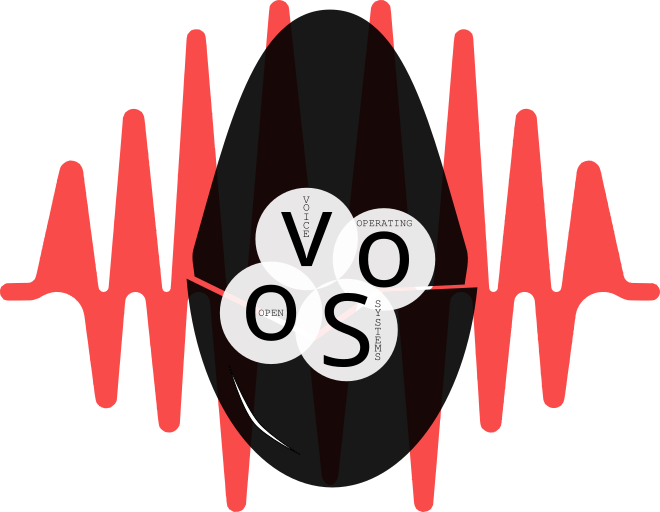 V
VOICE
O
OPERATING
O
OPEN
S
SYSTEMS